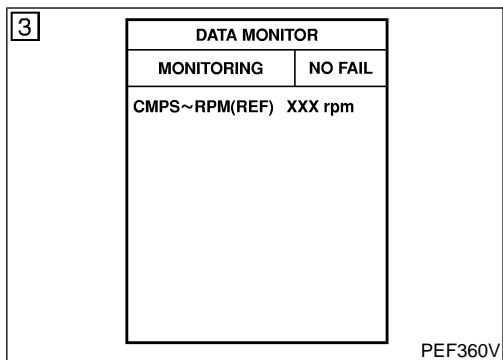 3
DATA MONITOR
MONITORING NO FAIL
CMPS~RPM(REF) XXX rpm
PEF360V